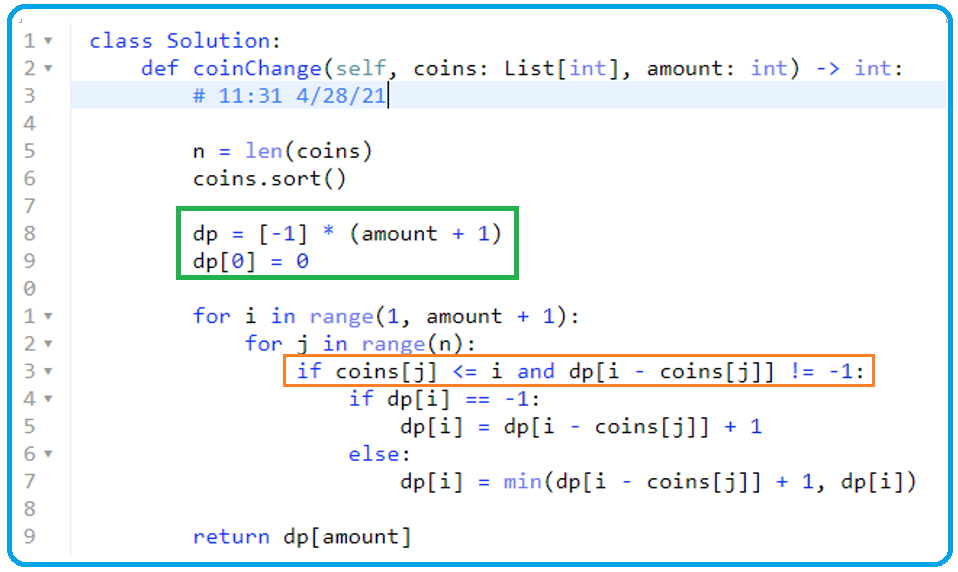 1 class Solution:
2 def coinChange(self, coins: List[int], amount: int) -> int:
3 # 11:31 4/28/21
4
5 n = len(coins)
6 coins.sort()
7
8 dp = [-1] * (amount + 1)
9 dp[0] = 0
0
1 for i in range(1, amount + 1):
2 for j in range(n):
3 if coins[j] <= i and dp[i - coins[j]] != -1:
4 if dp[i] == -1:
5 dp[i] = dp[i - coins[j]] + 1
6 else:
7 dp[i] = min(dp[i - coins[j]] + 1, dp[i])
8
9 return dp[amount]